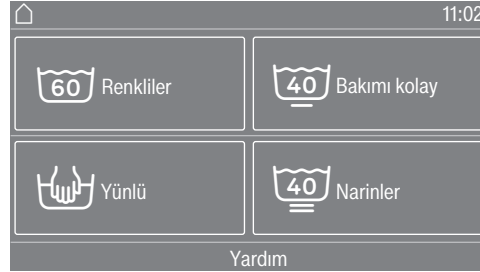 11:02
60 Renkliler
40 Bakımı kolay
Yünlü
40 Narinler
Yardım